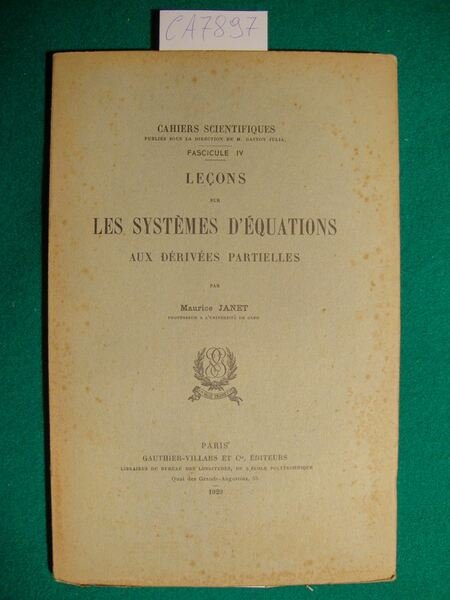 CA7897
CAHIERS SCIENTIFIQUES
PUBLIÉS SOUS LA DIRECTION DE M. GASTON JULIA.
FASCICULE IV
LEÇONS
SUR
LES SYSTÈMES D'ÉQUATIONS
AUX DÉRIVÉES PARTIELLES
PAR
Maurice JANET
PROFESSEUR A L'UNIVERSITÉ DE CAEN
PARIS
GAUTHIER-VILLARS ET Cie, ÉDITEURS
LIBRAIRES DU BUREAU DES LONGITUDES, DE L'ÉCOLE POLYTECHNIQUE
Quai des Grands-Augustins, 55
1929